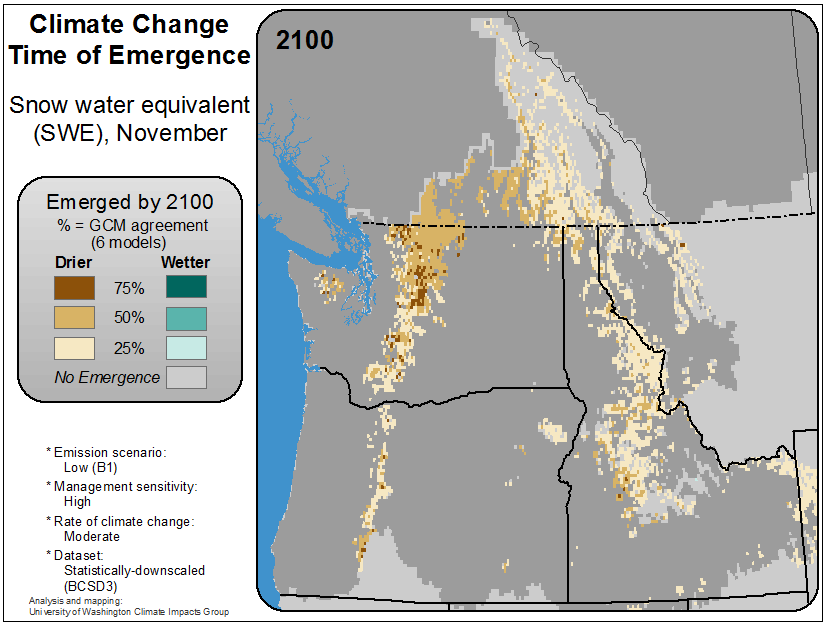 Climate Change
Time of Emergence
Snow water equivalent
(SWE), November
Emerged by 2100
% = GCM agreement
(6 models)
Drier Wetter
75%
50%
25%
No Emergence
* Emission scenario:
Low (B1)
* Management sensitivity:
High
* Rate of climate change:
Moderate
* Dataset:
Statistically-downscaled
(BCSD3)
Analysis and mapping:
University of Washington Climate Impacts Group
2100